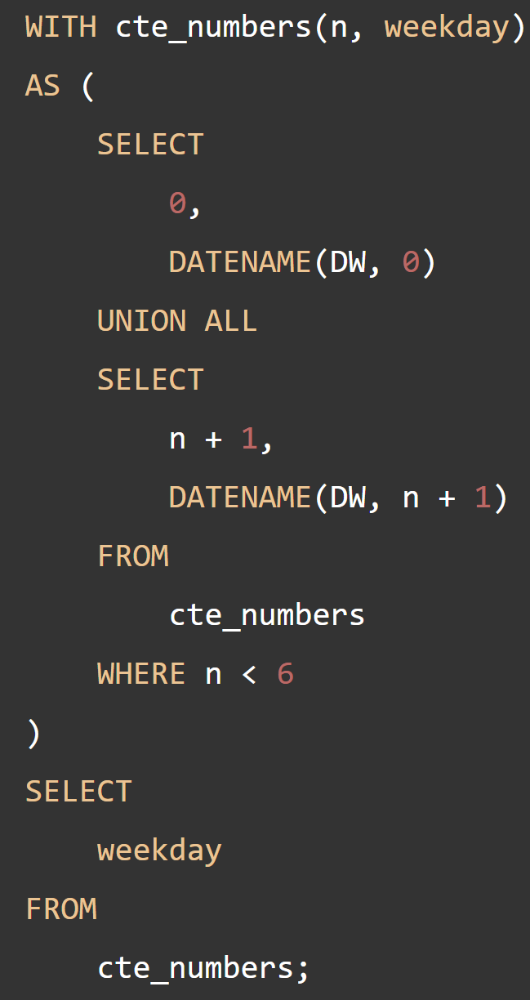 WITH cte_numbers(n, weekday)
AS (
    SELECT
        0,
        DATENAME(DW, 0)
    UNION ALL
    SELECT
        n + 1,
        DATENAME(DW, n + 1)
    FROM
        cte_numbers
    WHERE n < 6
)
SELECT
    weekday
FROM
    cte_numbers;